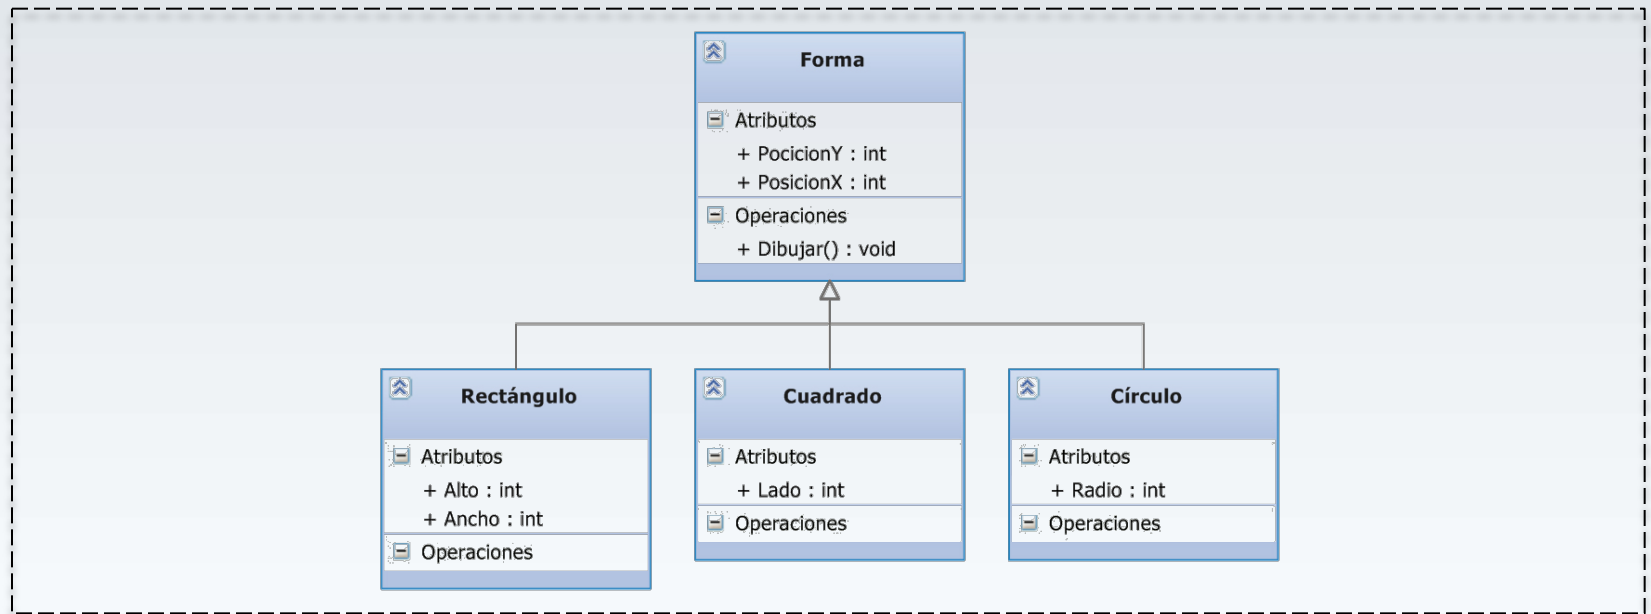 Forma
Atributos
+ PocicionY : int
+ PosicionX : int
Operaciones
+ Dibujar() : void
Rectángulo
Atributos
+ Alto : int
+ Ancho : int
Operaciones
Cuadrado
Atributos
+ Lado : int
Operaciones
Círculo
Atributos
+ Radio : int
Operaciones